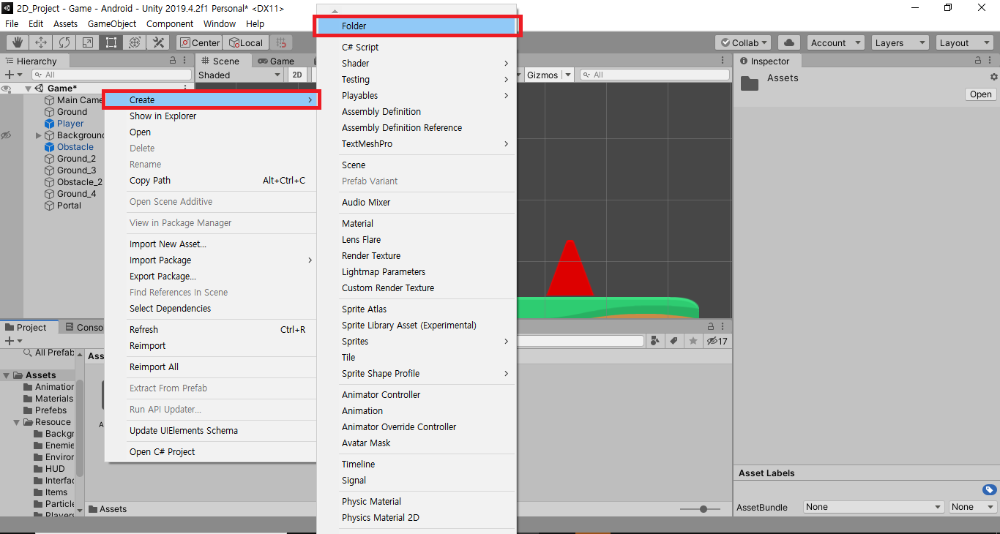 2D_Project - Game - Android - Unity 2019.4.2f1 Personal* <DX11>
File Edit Assets GameObject Component Window Help
Center Local Collab Account Layers Layout
Hierarchy
All
Game*
Main Came
Ground
Player
Background
Obstacle
Ground_2
Ground_3
Obstacle_2
Ground_4
Portal
Scene Game
Shaded 2D Gizmos All
Create
Show in Explorer
Open
Delete
Rename
Copy Path Alt+Ctrl+C
Open Scene Additive
View in Package Manager
Import New Asset...
Import Package
Export Package...
Find References In Scene
Select Dependencies
Refresh Ctrl+R
Reimport
Reimport All
Extract From Prefab
Run API Updater...
Update UIElements Schema
Open C# Project
Folder
C# Script
Shader
Testing
Playables
Assembly Definition
Assembly Definition Reference
TextMeshPro
Scene
Prefab Variant
Audio Mixer
Material
Lens Flare
Render Texture
Lightmap Parameters
Custom Render Texture
Sprite Atlas
Sprite Library Asset (Experimental)
Sprites
Tile
Sprite Shape Profile
Animator Controller
Animation
Animator Override Controller
Avatar Mask
Timeline
Signal
Physic Material
Physics Material 2D
Inspector
Assets
Open
Project Conso
17
All Prefab
Assets
Animation
Materials
Prefebs
Resouce
Backgr
Enemie
Enviror
HUD
Interfac
Items
Particle
Players
Ass
A
Assets
Asset Labels
AssetBundle None None